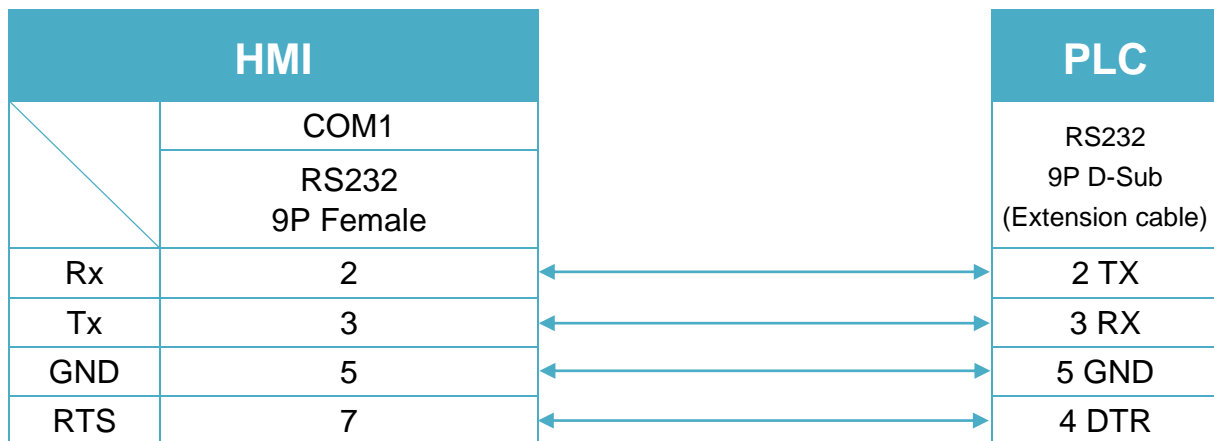 HMI PLC
COM1
RS232
9P Female
RS232
9P D-Sub
(Extension cable)
Rx 2 2 TX
Tx 3 3 RX
GND 5 5 GND
RTS 7 4 DTR